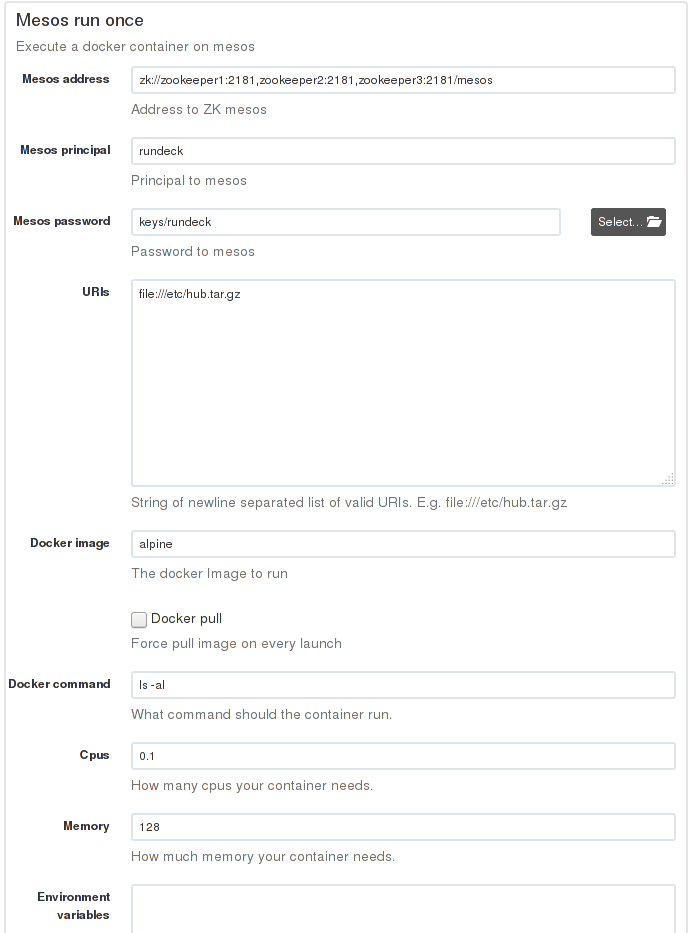 Mesos run once
Execute a docker container on mesos
Mesos address
zk://zookeeper1:2181,zookeeper2:2181,zookeeper3:2181/mesos
Address to ZK mesos
Mesos principal
rundeck
Principal to mesos
Mesos password
keys/rundeck
Select...
Password to mesos
URIs
file:///etc/hub.tar.gz
String of newline separated list of valid URIs. E.g. file:///etc/hub.tar.gz
Docker image
alpine
The docker Image to run
Docker pull
Force pull image on every launch
Docker command
ls -al
What command should the container run.
Cpus
0.1
How many cpus your container needs.
Memory
128
How much memory your container needs.
Environment
variables